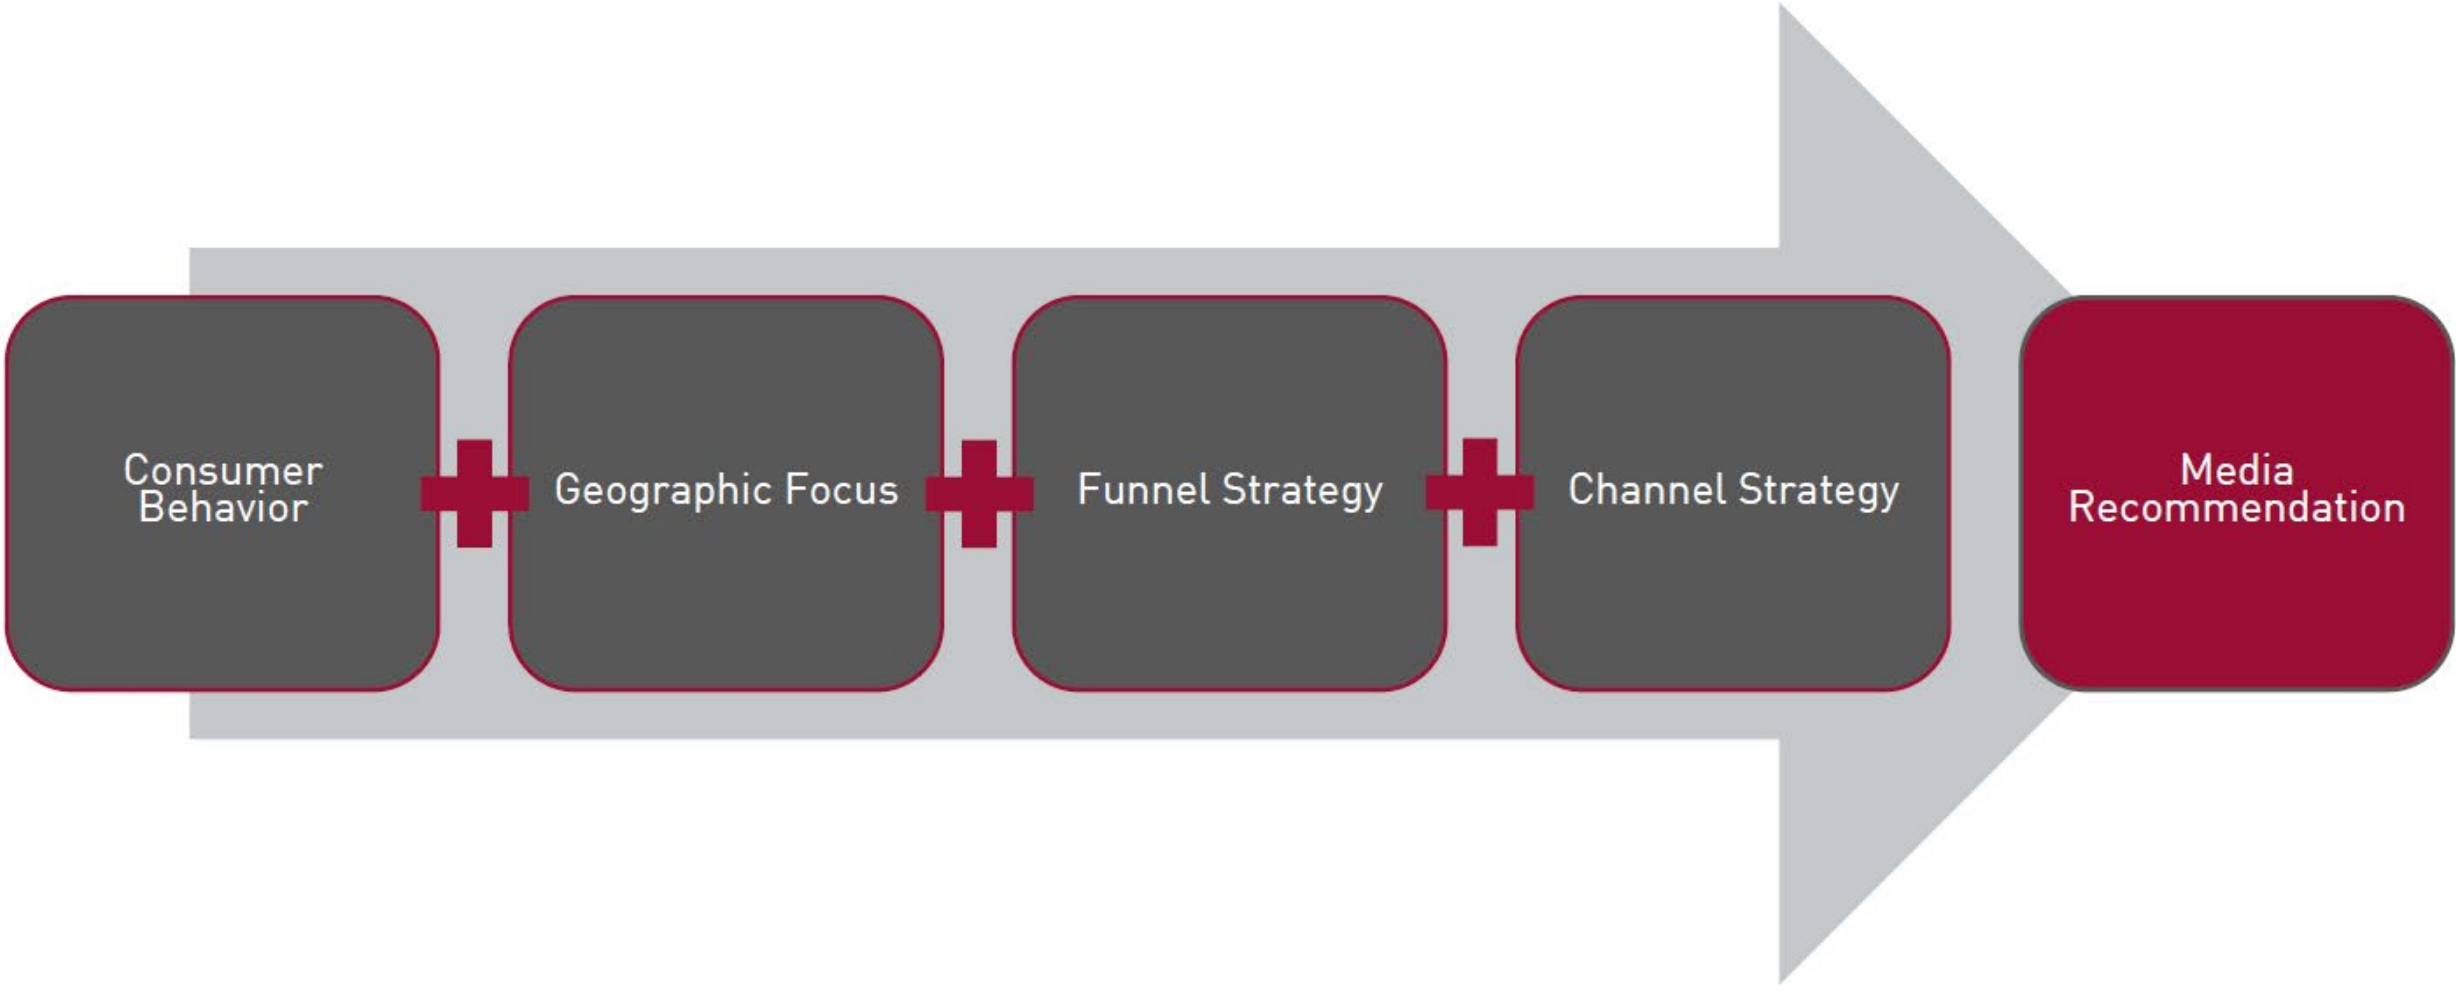 Consumer
Behavior
Geographic Focus
Funnel Strategy
Channel Strategy
Media
Recommendation